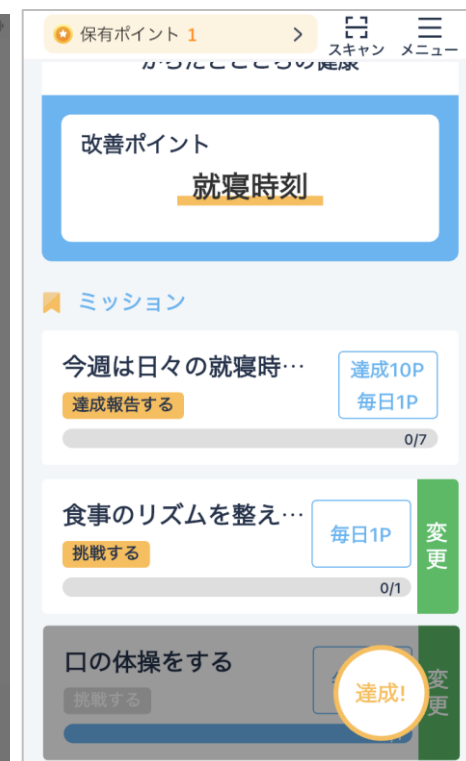 保有ポイント 1
スキャン
メニュー
改善ポイント
就寝時刻
ミッション
今週は日々の就寝時…
達成報告する
達成10P
毎日1P
0/7
食事のリズムを整え…
挑戦する
毎日1P
変更
0/1
口の体操をする
挑戦する
達成!
変更